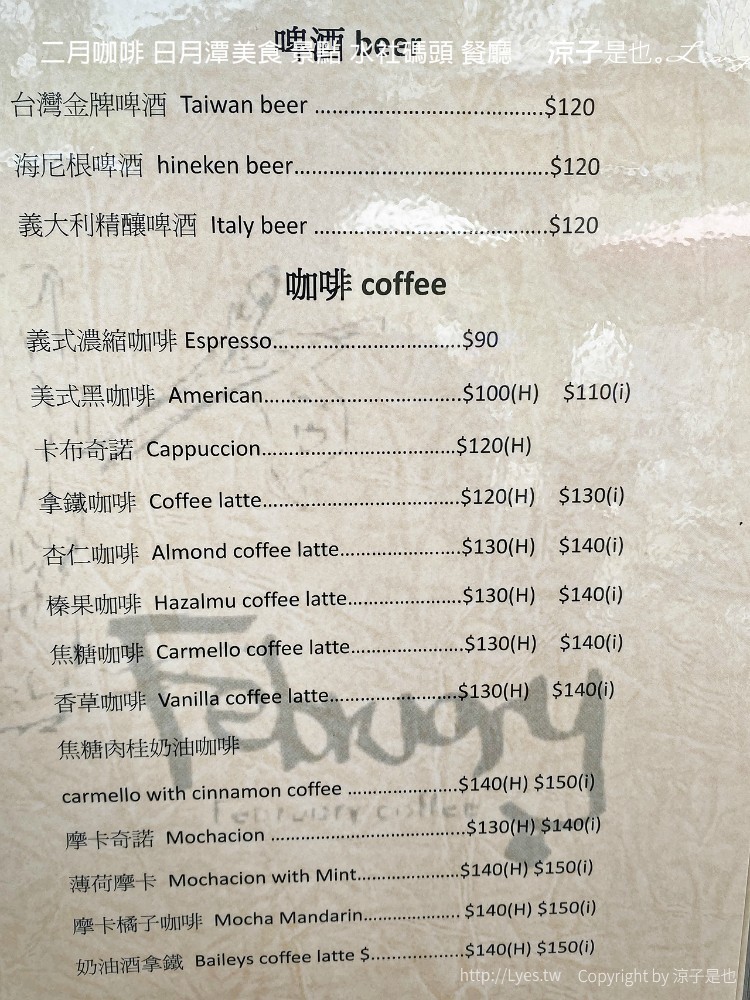 啤酒 beer
二月咖啡 日月潭美食 景點 水社碼頭 餐廳 涼子是也。
台灣金牌啤酒 Taiwan beer ......................................$120
海尼根啤酒 hineken beer...........................................$120
義大利精釀啤酒 Italy beer .......................................$120
咖啡 coffee
義式濃縮咖啡 Espresso................................$90
美式黑咖啡 American..................................$100(H) $110(i)
卡布奇諾 Cappuccion.................................$120(H)
拿鐵咖啡 Coffee latte..................................$120(H) $130(i)
杏仁咖啡 Almond coffee latte.....................$130(H) $140(i)
榛果咖啡 Hazalmu coffee latte....................$130(H) $140(i)
焦糖咖啡 Carmello coffee latte....................$130(H) $140(i)
香草咖啡 Vanilla coffee latte.......................$130(H) $140(i)
焦糖肉桂奶油咖啡
carmello with cinnamon coffee ....................$140(H) $150(i)
February
February coffee
摩卡奇諾 Mochacion ...................................$130(H) $140(i)
薄荷摩卡 Mochacion with Mint..................$140(H) $150(i)
摩卡橘子咖啡 Mocha Mandarin.................. $140(H) $150(i)
奶油酒拿鐵 Baileys coffee latte $.................$140(H) $150(i)
http://Lyes.tw Copyright by 涼子是也